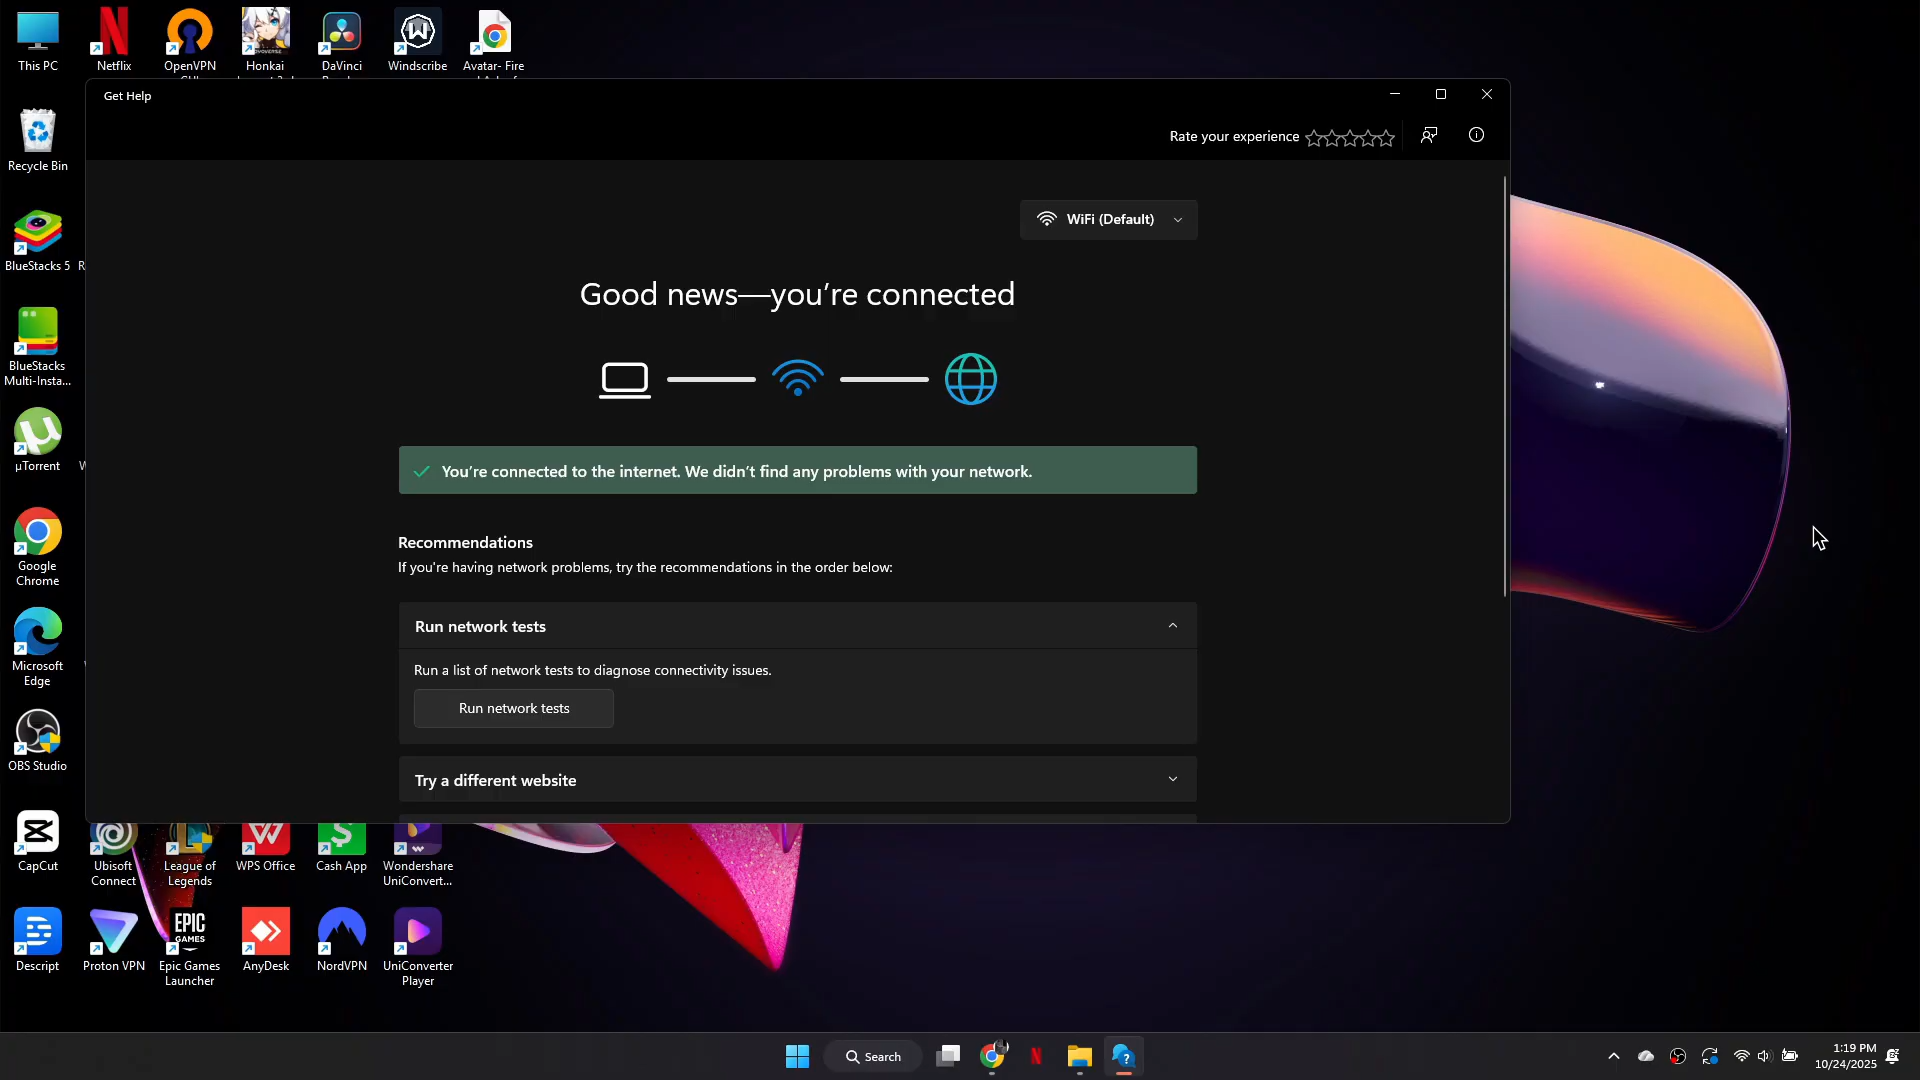 This PC
Netflix
OpenVPN
Honkai
DaVinci
Windscribe
Avatar- Fire
Get Help
Rate your experience
Recycle Bin
WiFi (Default)
BlueStacks 5
R
Good news—you're connected
BlueStacks
Multi-Insta...
µTorrent
W
You're connected to the internet. We didn't find any problems with your network.
Google
Chrome
Recommendations
If you're having network problems, try the recommendations in the order below:
Run network tests
Microsoft
Edge
Run a list of network tests to diagnose connectivity issues.
Run network tests
OBS Studio
Try a different website
CapCut
Ubisoft
Connect
League of
Legends
WPS Office
Cash App
Wondershare
UniConvert...
EPIC
GAMES
Descript
Proton VPN
Epic Games
Launcher
AnyDesk
NordVPN
UniConverter
Player
Search
1:19 PM
10/24/2025